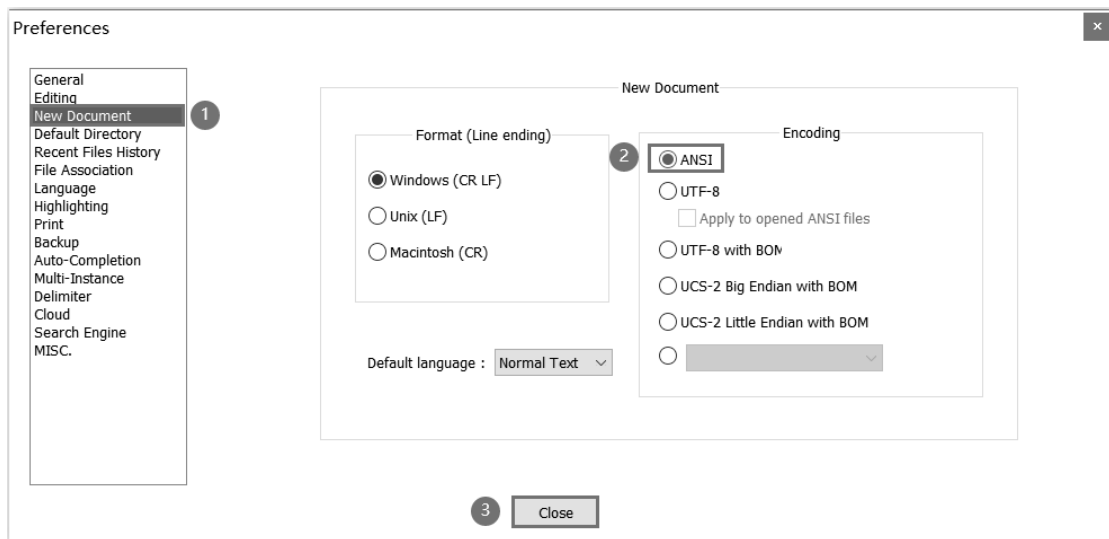 Preferences
×
General
Editing
New Document
1
Default Directory
Recent Files History
File Association
Language
Highlighting
Print
Backup
Auto-Completion
Multi-Instance
Delimiter
Cloud
Search Engine
MISC.
New Document
Format (Line ending)
Windows (CR LF)
Unix (LF)
Macintosh (CR)
Default language : Normal Text
Encoding
2
ANSI
UTF-8
Apply to opened ANSI files
UTF-8 with BOM
UCS-2 Big Endian with BOM
UCS-2 Little Endian with BOM
3
Close